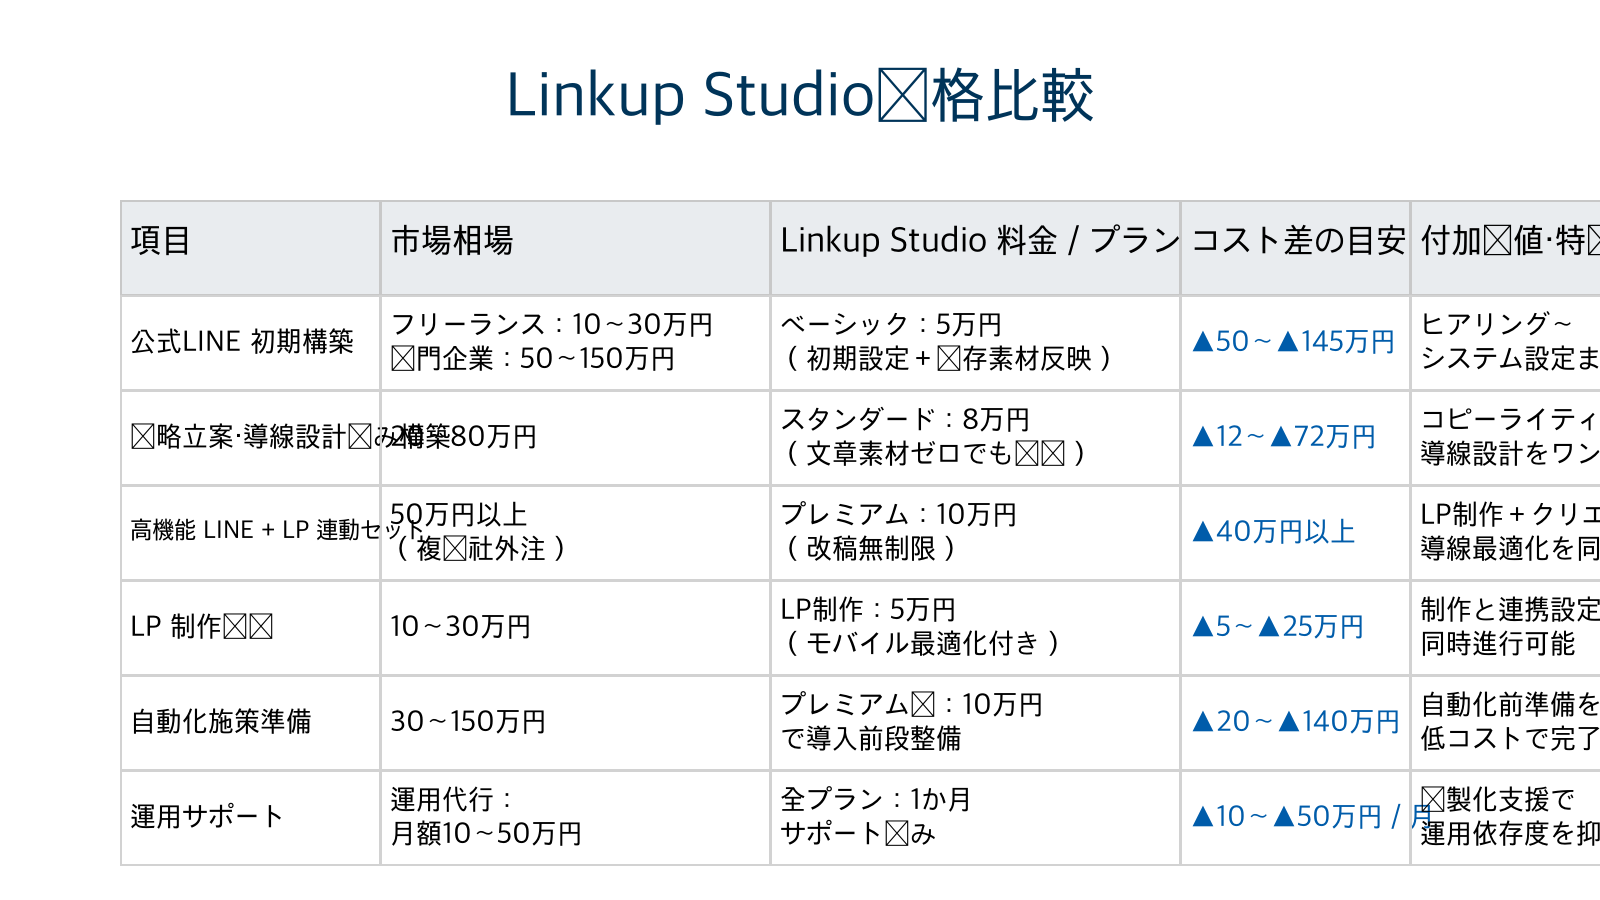 Linkup Studio格比較
項目
市場相場
Linkup Studio 料金 / プラン
コスト差の目安
付加値·特
公式LINE 初期構築
フリーランス：10～30万円
門企業：50～150万円
ベーシック：5万円
（初期設定＋存素材反映）
▲50～▲145万円
ヒアリング～
システム設定ま
略立案·導線設計み構築
20～80万円
スタンダード：8万円
（文章素材ゼロでも）
▲12～▲72万円
コピーライティ
導線設計をワン
高機能 LINE + LP 連動セット
50万円以上
（複社外注）
プレミアム：10万円
（改稿無制限）
▲40万円以上
LP制作＋クリエ
導線最適化を同
LP 制作
10～30万円
LP制作：5万円
（モバイル最適化付き）
▲5～▲25万円
制作と連携設定
同時進行可能
自動化施策準備
30～150万円
プレミアム：10万円
で導入前段整備
▲20～▲140万円
自動化前準備を
低コストで完了
運用サポート
運用代行：
月額10～50万円
全プラン：1か月
サポートみ
▲10～▲50万円 / 月
製化支援で
運用依存度を抑